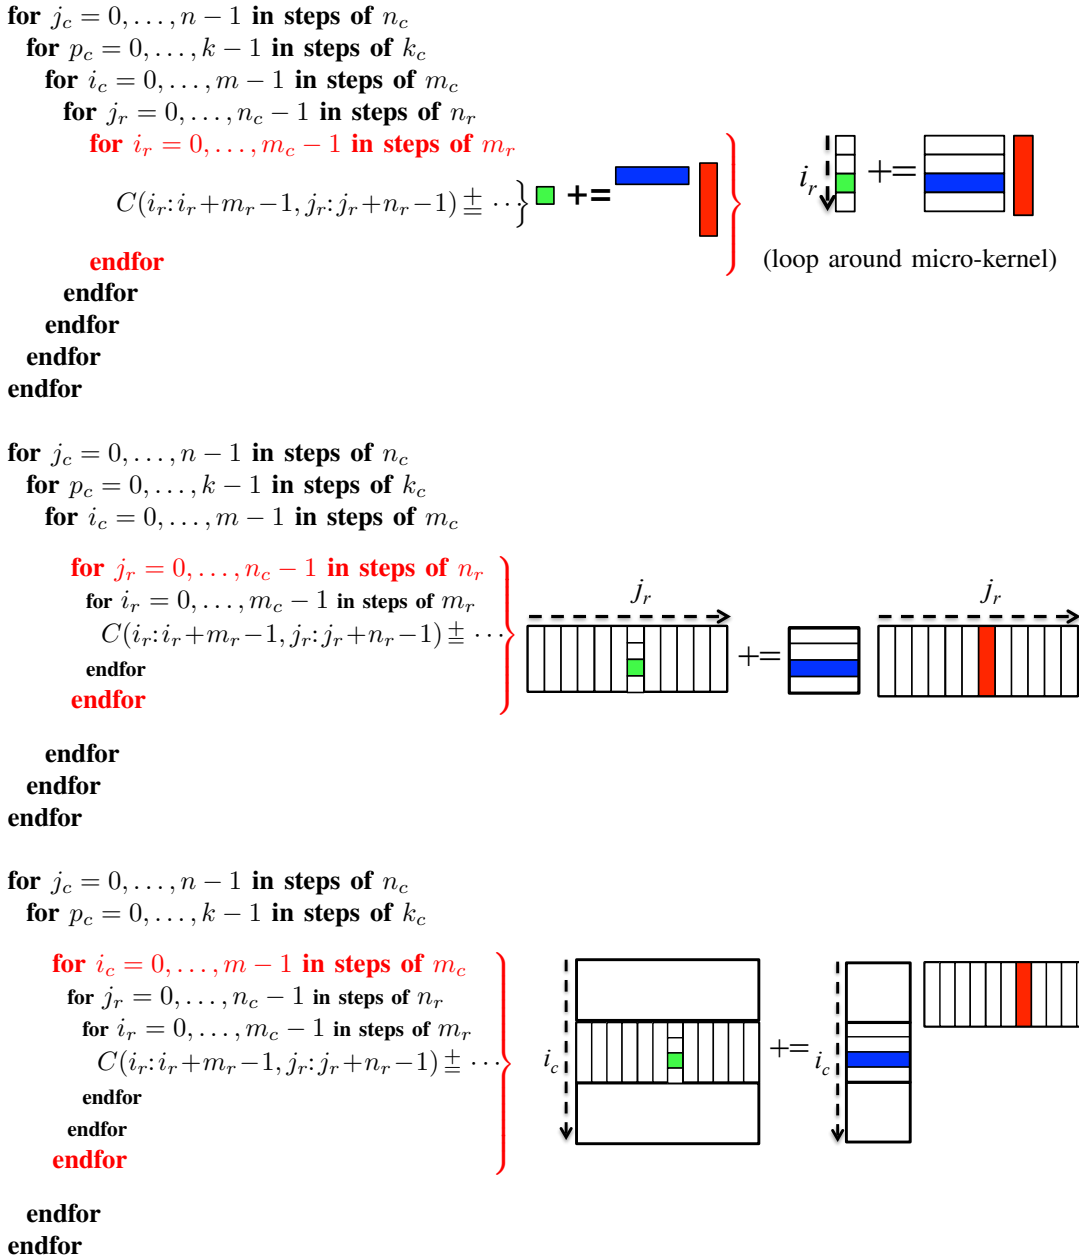 for j_c = 0, . . . , n − 1 in steps of n_c
for p_c = 0, . . . , k − 1 in steps of k_c
for i_c = 0, . . . , m − 1 in steps of m_c
for j_r = 0, . . . , n_c − 1 in steps of n_r
for i_r = 0, . . . , m_c − 1 in steps of m_r
C(i_r: i_r+m_r−1, j_r: j_r+n_r−1) +̲= ··· } += 
i_r +=
(loop around micro-kernel)
endfor
endfor
endfor
endfor
endfor
for j_c = 0, . . . , n − 1 in steps of n_c
for p_c = 0, . . . , k − 1 in steps of k_c
for i_c = 0, . . . , m − 1 in steps of m_c
for j_r = 0, . . . , n_c − 1 in steps of n_r
for i_r = 0, . . . , m_c − 1 in steps of m_r
C(i_r: i_r+m_r−1, j_r: j_r+n_r−1) +̲= ···
endfor
endfor
j_r j_r
+=
endfor
endfor
endfor
for j_c = 0, . . . , n − 1 in steps of n_c
for p_c = 0, . . . , k − 1 in steps of k_c
for i_c = 0, . . . , m − 1 in steps of m_c
for j_r = 0, . . . , n_c − 1 in steps of n_r
for i_r = 0, . . . , m_c − 1 in steps of m_r
C(i_r: i_r+m_r−1, j_r: j_r+n_r−1) +̲= ···
endfor
endfor
endfor
i_c += i_c
endfor
endfor